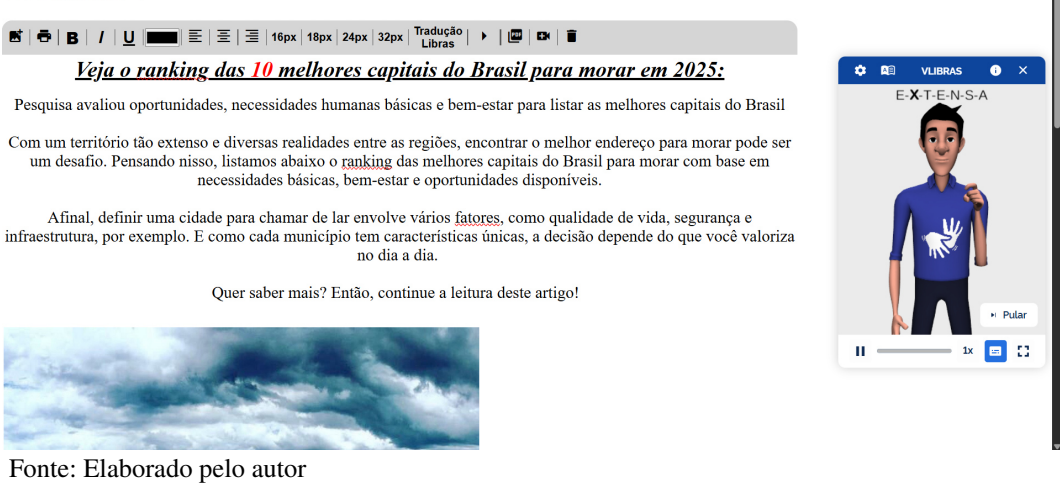 B I U 16px 18px 24px 32px Tradução
Libras
PDF
Veja o ranking das 10 melhores capitais do Brasil para morar em 2025:
Pesquisa avaliou oportunidades, necessidades humanas básicas e bem-estar para listar as melhores capitais do Brasil
Com um território tão extenso e diversas realidades entre as regiões, encontrar o melhor endereço para morar pode ser
um desafio. Pensando nisso, listamos abaixo o ranking das melhores capitais do Brasil para morar com base em
necessidades básicas, bem-estar e oportunidades disponíveis.
Afinal, definir uma cidade para chamar de lar envolve vários fatores, como qualidade de vida, segurança e
infraestrutura, por exemplo. E como cada município tem características únicas, a decisão depende do que você valoriza
no dia a dia.
Quer saber mais? Então, continue a leitura deste artigo!
VLIBRAS
E-X-T-E-N-S-A
Pular
1x
Fonte: Elaborado pelo autor